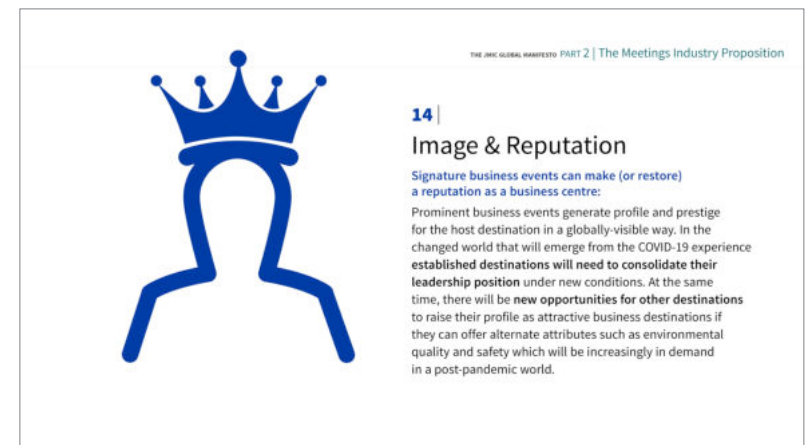 THE JMIC GLOBAL MANIFESTO PART 2 | The Meetings Industry Proposition
14 |
Image & Reputation
Signature business events can make (or restore)
a reputation as a business centre:
Prominent business events generate profile and prestige
for the host destination in a globally-visible way. In the
changed world that will emerge from the COVID-19 experience
established destinations will need to consolidate their
leadership position under new conditions. At the same
time, there will be new opportunities for other destinations
to raise their profile as attractive business destinations if
they can offer alternate attributes such as environmental
quality and safety which will be increasingly in demand
in a post-pandemic world.